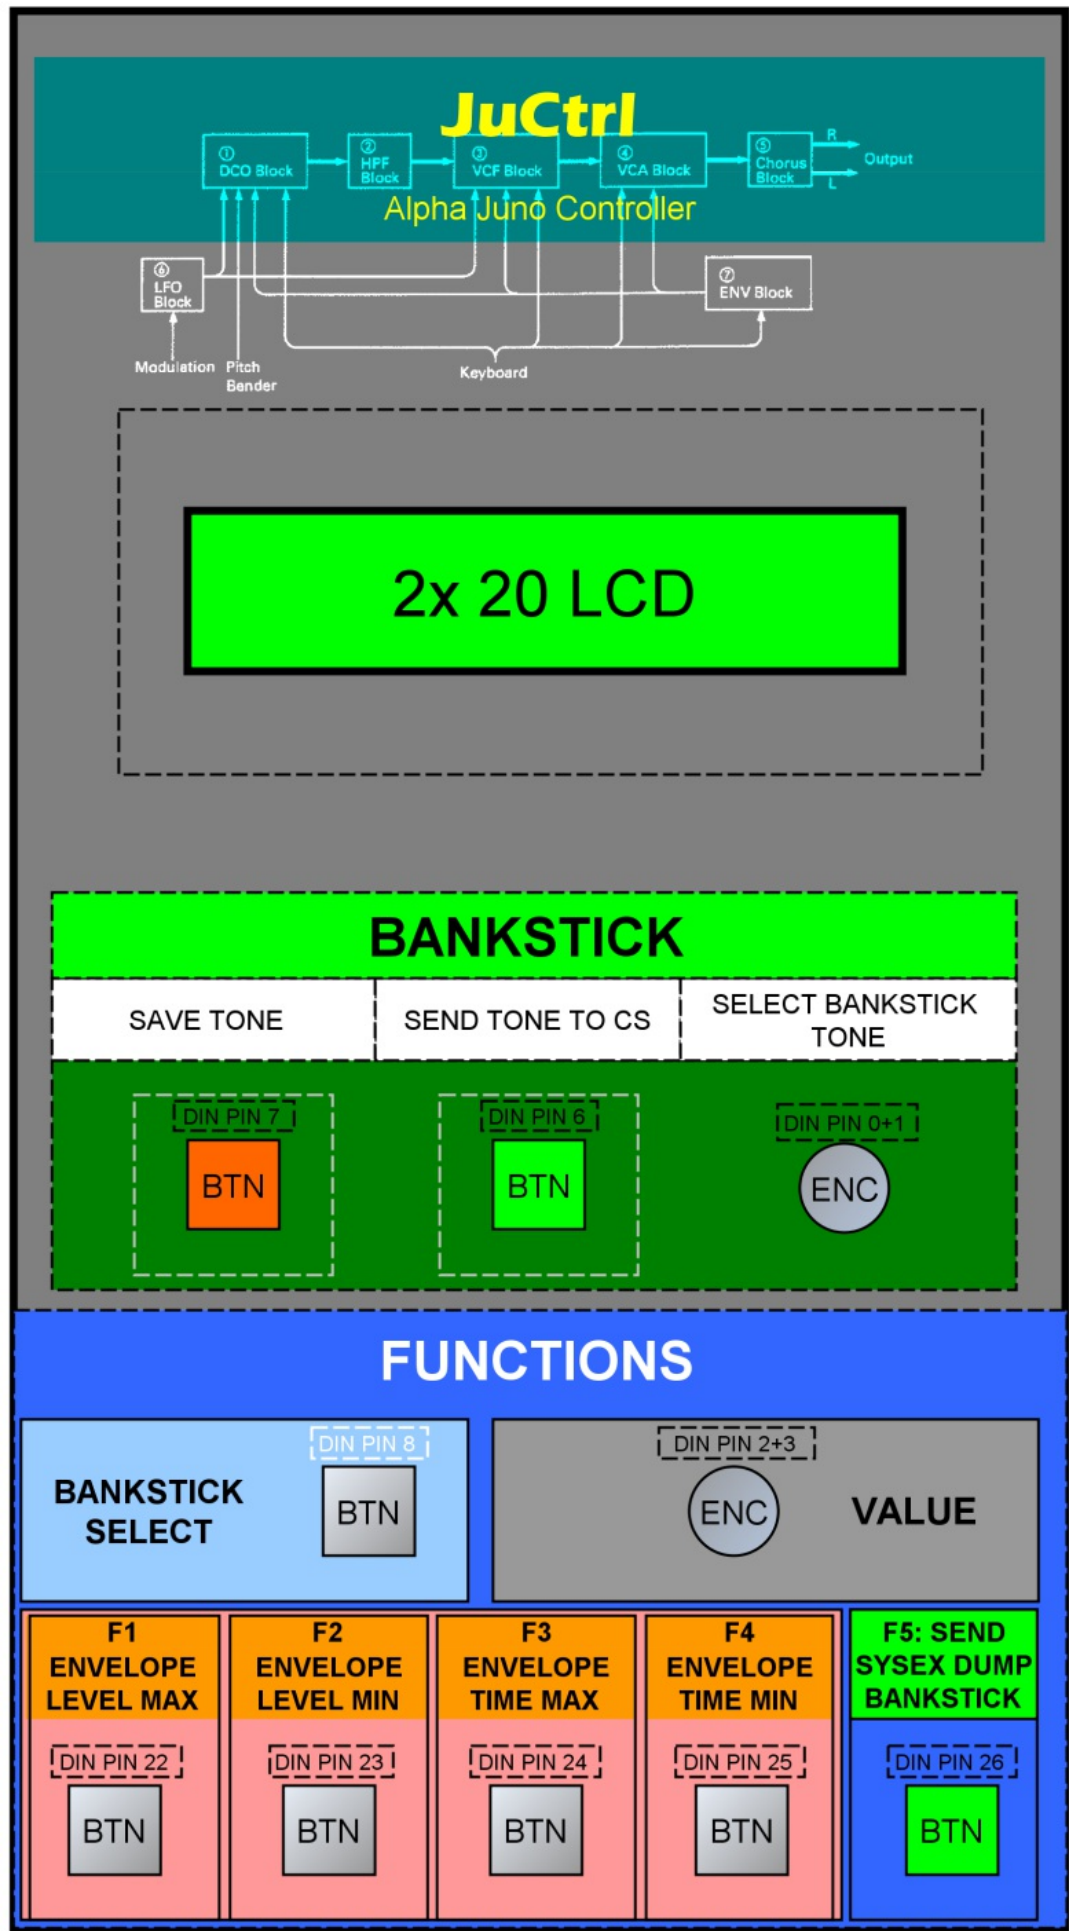 JuCtrl
① DCO Block
② HPF Block
③ VCF Block
④ VCA Block
⑤ Chorus Block
R
Output
L
Alpha Juno Controller
⑥ LFO Block
⑦ ENV Block
Modulation
Pitch Bender
Keyboard
2x 20 LCD
BANKSTICK
SAVE TONE
SEND TONE TO CS
SELECT BANKSTICK
TONE
DIN PIN 7
DIN PIN 6
DIN PIN 0+1
BTN
BTN
ENC
FUNCTIONS
DIN PIN 8
BANKSTICK
SELECT
BTN
DIN PIN 2+3
ENC
VALUE
F1
ENVELOPE
LEVEL MAX
F2
ENVELOPE
LEVEL MIN
F3
ENVELOPE
TIME MAX
F4
ENVELOPE
TIME MIN
F5: SEND
SYSEX DUMP
BANKSTICK
DIN PIN 22
DIN PIN 23
DIN PIN 24
DIN PIN 25
DIN PIN 26
BTN
BTN
BTN
BTN
BTN